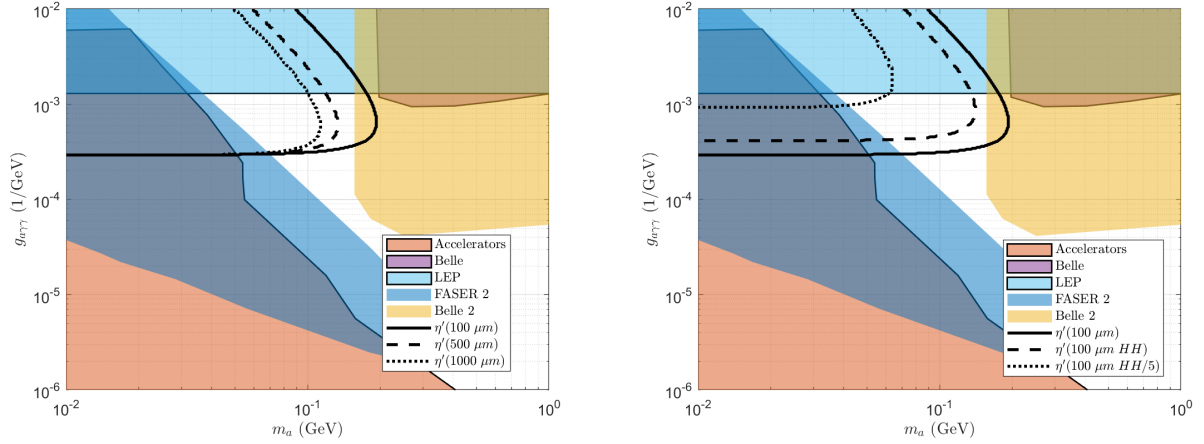 10^-2
10^-3
10^-4
10^-5
10^-6
g_aγγ (1/GeV)
10^-2
10^-1
10^0
m_a (GeV)
Accelerators
Belle
LEP
FASER 2
Belle 2
η′(100 μm)
η′(500 μm)
η′(1000 μm)
10^-2
10^-3
10^-4
10^-5
10^-6
g_aγγ (1/GeV)
10^-2
10^-1
10^0
m_a (GeV)
Accelerators
Belle
LEP
FASER 2
Belle 2
η′(100 μm)
η′(100 μm HH)
η′(100 μm HH/5)